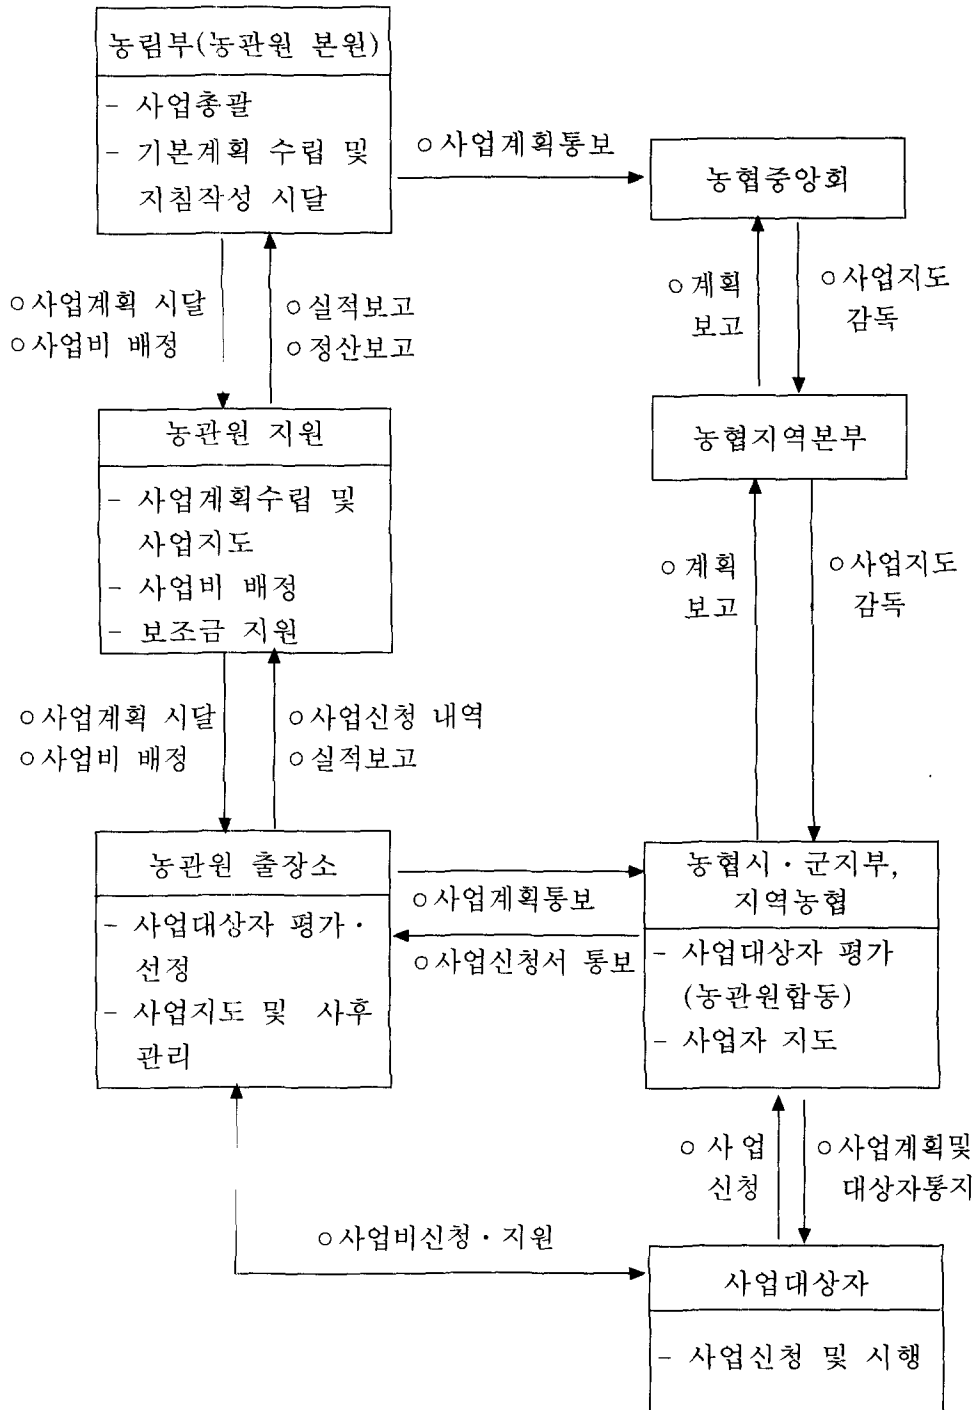 농림부(농관원 본원)
- 사업총괄
- 기본계획 수립 및
지침작성 시달
○사업계획통보
농협중앙회
○사업계획 시달
○사업비 배정
○실적보고
○정산보고
○계획
보고
○사업지도
감독
농관원 지원
- 사업계획수립 및
사업지도
- 사업비 배정
- 보조금 지원
농협지역본부
○계획
보고
○사업지도
감독
○사업계획 시달
○사업비 배정
○사업신청 내역
○실적보고
농관원 출장소
- 사업대상자 평가·
선정
- 사업지도 및 사후
관리
○사업계획통보
○사업신청서 통보
농협시·군지부,
지역농협
- 사업대상자 평가
(농관원합동)
- 사업자 지도
○사업
신청
○사업계획및
대상자통지
○사업비신청·지원
사업대상자
- 사업신청 및 시행